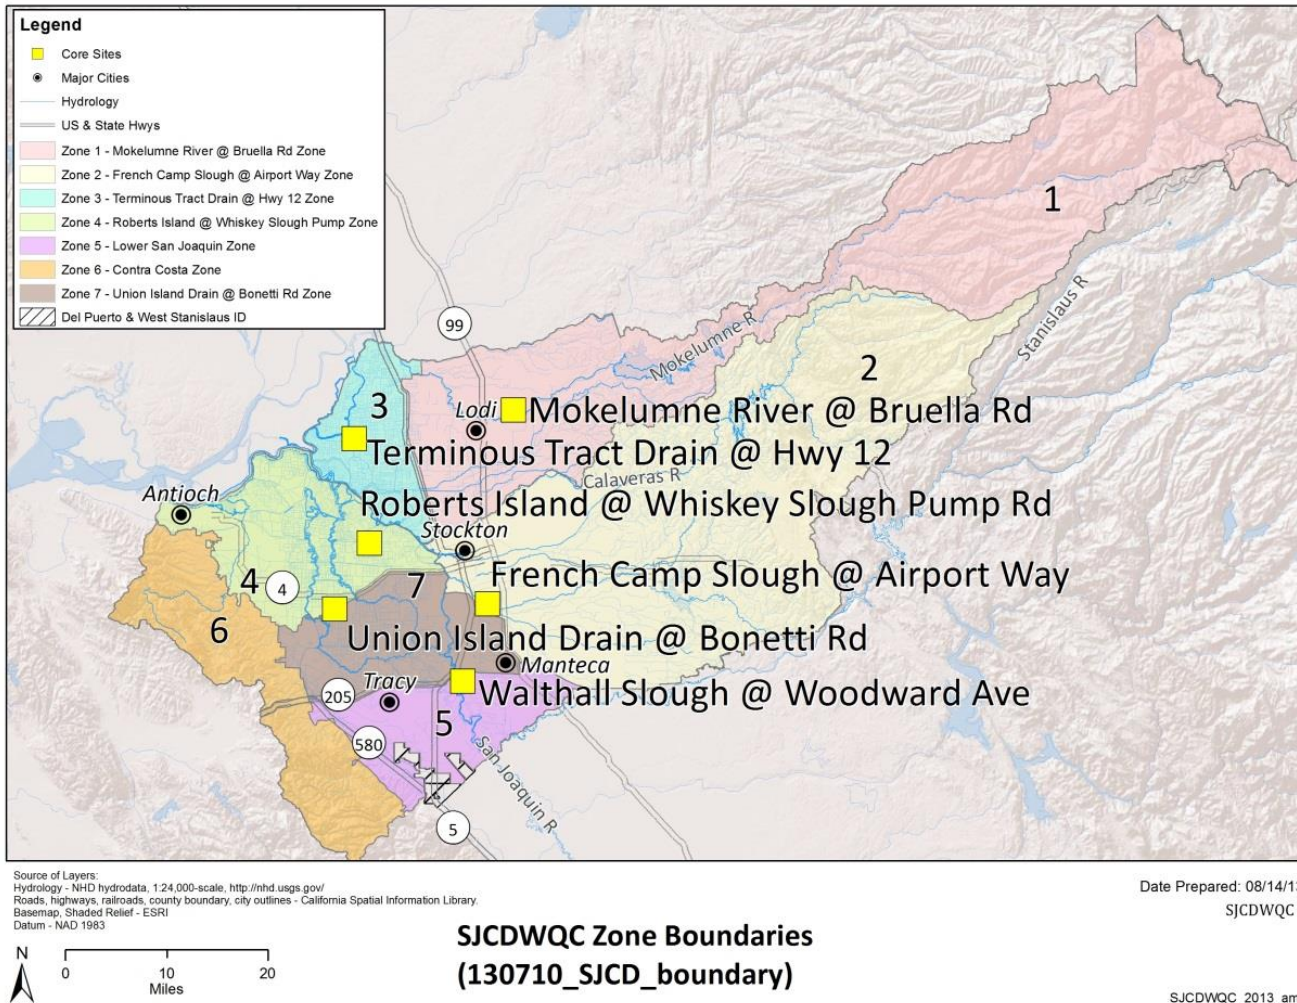 Legend
Core Sites
Major Cities
Hydrology
US & State Hwys
Zone 1 - Mokelumne River @ Bruella Rd Zone
Zone 2 - French Camp Slough @ Airport Way Zone
Zone 3 - Terminous Tract Drain @ Hwy 12 Zone
Zone 4 - Roberts Island @ Whiskey Slough Pump Zone
Zone 5 - Lower San Joaquin Zone
Zone 6 - Contra Costa Zone
Zone 7 - Union Island Drain @ Bonetti Rd Zone
Del Puerto & West Stanislaus ID
1
Stanislaus R
99
Mokelumne R
2
3
Lodi
Mokelumne River @ Bruella Rd
Terminous Tract Drain @ Hwy 12
Calaveras R
Antioch
Roberts Island @ Whiskey Slough Pump Rd
Stockton
French Camp Slough @ Airport Way
4
4
7
6
Union Island Drain @ Bonetti Rd
Manteca
Tracy
Walthall Slough @ Woodward Ave
205
5
580
San Joaquin R
5
Source of Layers:
Hydrology - NHD hydrodata, 1:24,000-scale, http://nhd.usgs.gov/
Roads, highways, railroads, county boundary, city outlines - California Spatial Information Library.
Basemap, Shaded Relief - ESRI
Datum - NAD 1983
Date Prepared: 08/14/13
SJCDWQC
N
0 10 20
Miles
SJCDWQC Zone Boundaries
(130710_SJCD_boundary)
SJCDWQC_2013_am